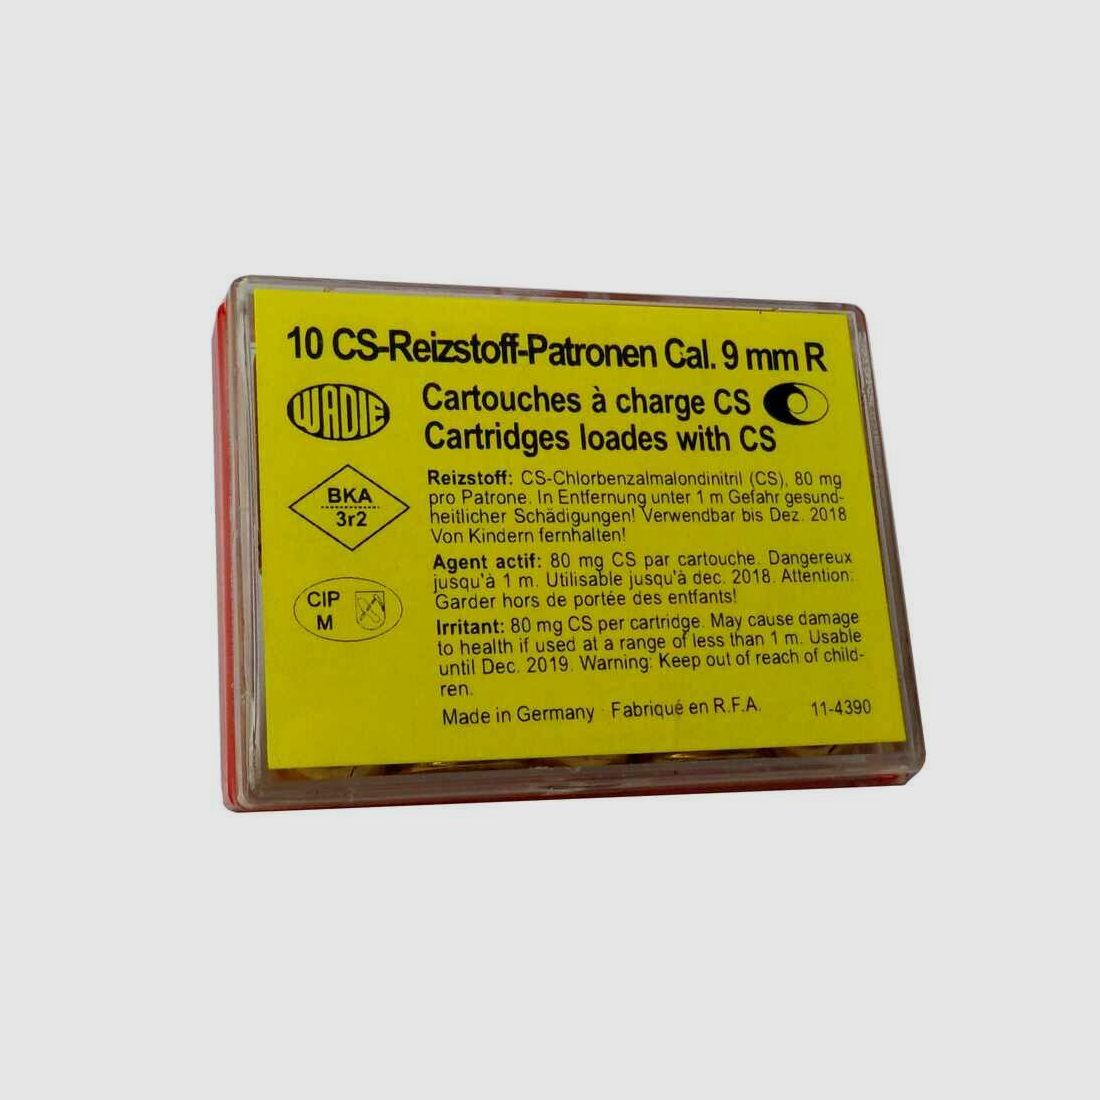 10 CS-Reizstoff-Patronen Cal. 9 mm R
WADIE
Cartouches à charge CS
Cartridges loades with CS
BKA
3r2
Reizstoff: CS-Chlorbenzalmalondinitril (CS), 80 mg
pro Patrone. In Entfernung unter 1 m Gefahr gesund-
heitlicher Schädigungen! Verwendbar bis Dez. 2018
Von Kindern fernhalten!
CIP
M
Agent actif: 80 mg CS par cartouche. Dangereux
jusqu'à 1 m. Utilisable jusqu'à dec. 2018. Attention:
Garder hors de portée des entfants!
Irritant: 80 mg CS per cartridge. May cause damage
to health if used at a range of less than 1 m. Usable
until Dec. 2019. Warning: Keep out of reach of child-
ren.
Made in Germany · Fabriqué en R.F.A. 11-4390